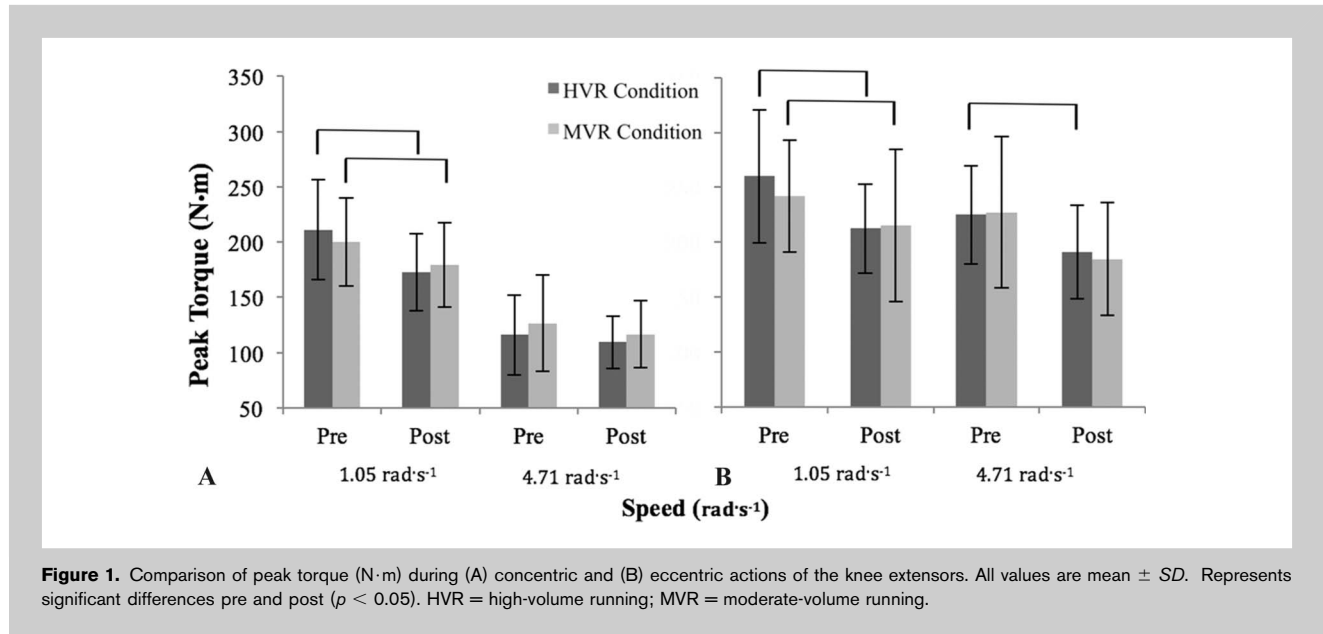 350
300
250
200
150
100
50
Peak Torque (N·m)
HVR Condition
MVR Condition
Pre Post Pre Post
Pre Post Pre Post
A 1.05 rad·s-1 4.71 rad·s-1
B 1.05 rad·s-1 4.71 rad·s-1
Speed (rad·s-1)
Figure 1. Comparison of peak torque (N·m) during (A) concentric and (B) eccentric actions of the knee extensors. All values are mean ± SD. Represents
significant differences pre and post (p < 0.05). HVR = high-volume running; MVR = moderate-volume running.